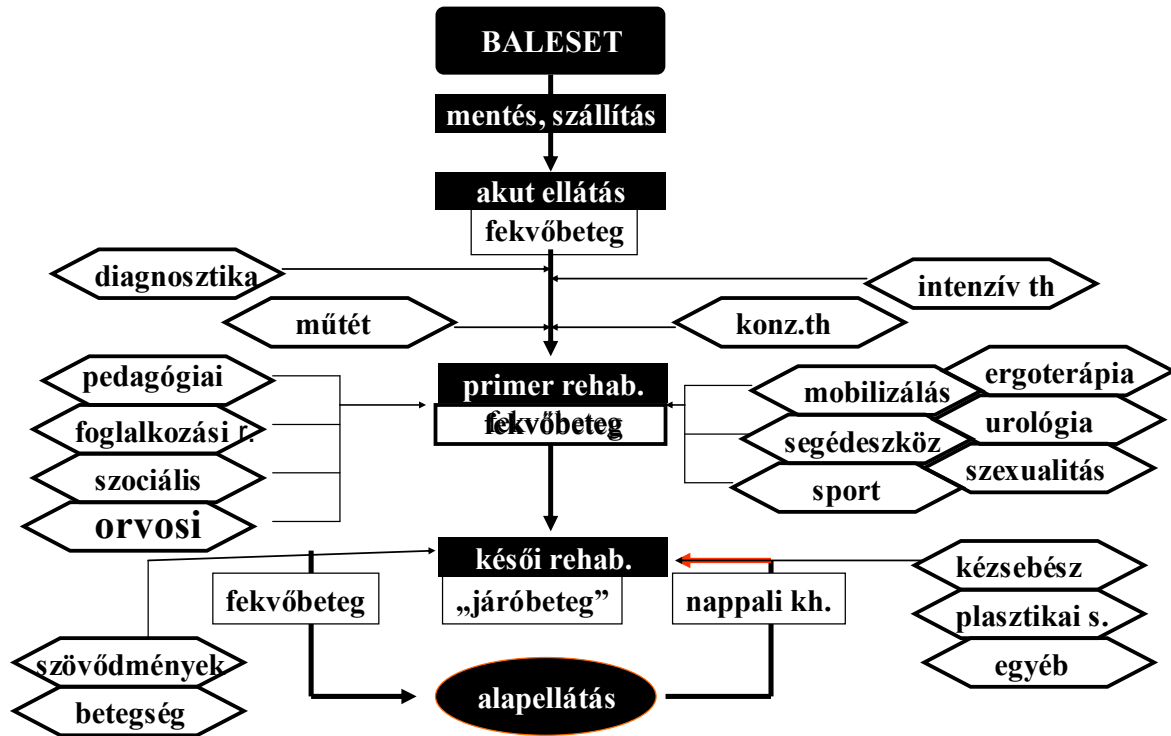 BALESET
mentés, szállítás
akut ellátás
fekvőbeteg
diagnosztika
intenzív th
műtét
konz.th
pedagógiai
foglalkozási r.
szociális
orvosi
primer rehab.
fekvőbeteg
mobilizálás
segédeszköz
sport
ergoterápia
urológia
szexualitás
késői rehab.
fekvőbeteg
„járóbeteg”
nappali kh.
kézsebész
plasztikai s.
egyéb
szövődmények
betegség
alapellátás